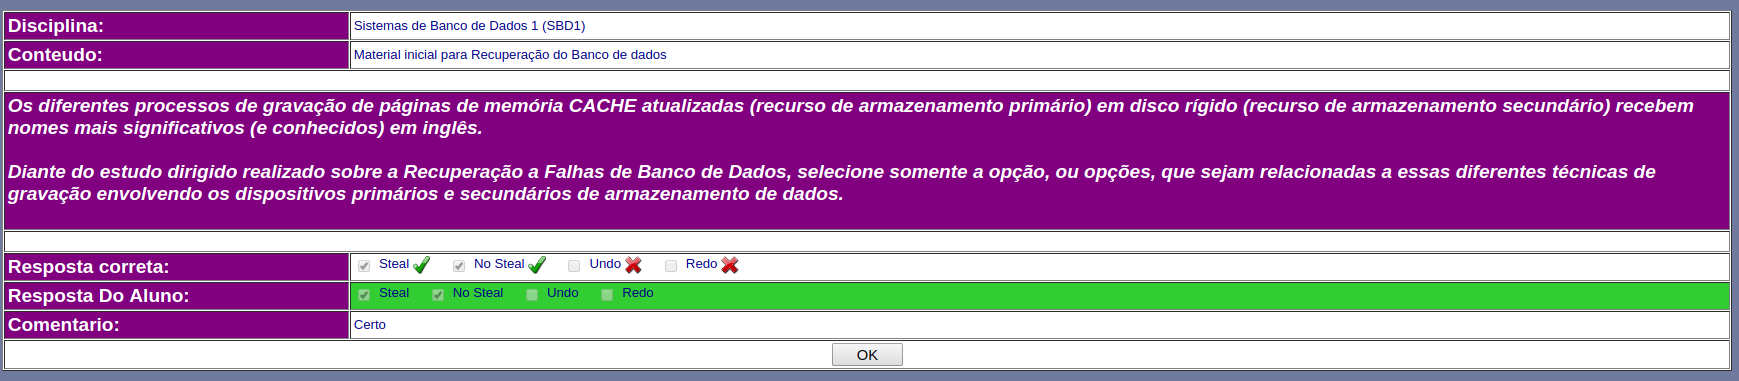 Disciplina: Sistemas de Banco de Dados 1 (SBD1)
Conteudo: Material inicial para Recuperação do Banco de dados
Os diferentes processos de gravação de páginas de memória CACHE atualizadas (recurso de armazenamento primário) em disco rígido (recurso de armazenamento secundário) recebem
nomes mais significativos (e conhecidos) em inglês.
Diante do estudo dirigido realizado sobre a Recuperação a Falhas de Banco de Dados, selecione somente a opção, ou opções, que sejam relacionadas a essas diferentes técnicas de
gravação envolvendo os dispositivos primários e secundários de armazenamento de dados.
Resposta correta: Steal No Steal Undo Redo
Resposta Do Aluno: Steal No Steal Undo Redo
Comentario: Certo
OK